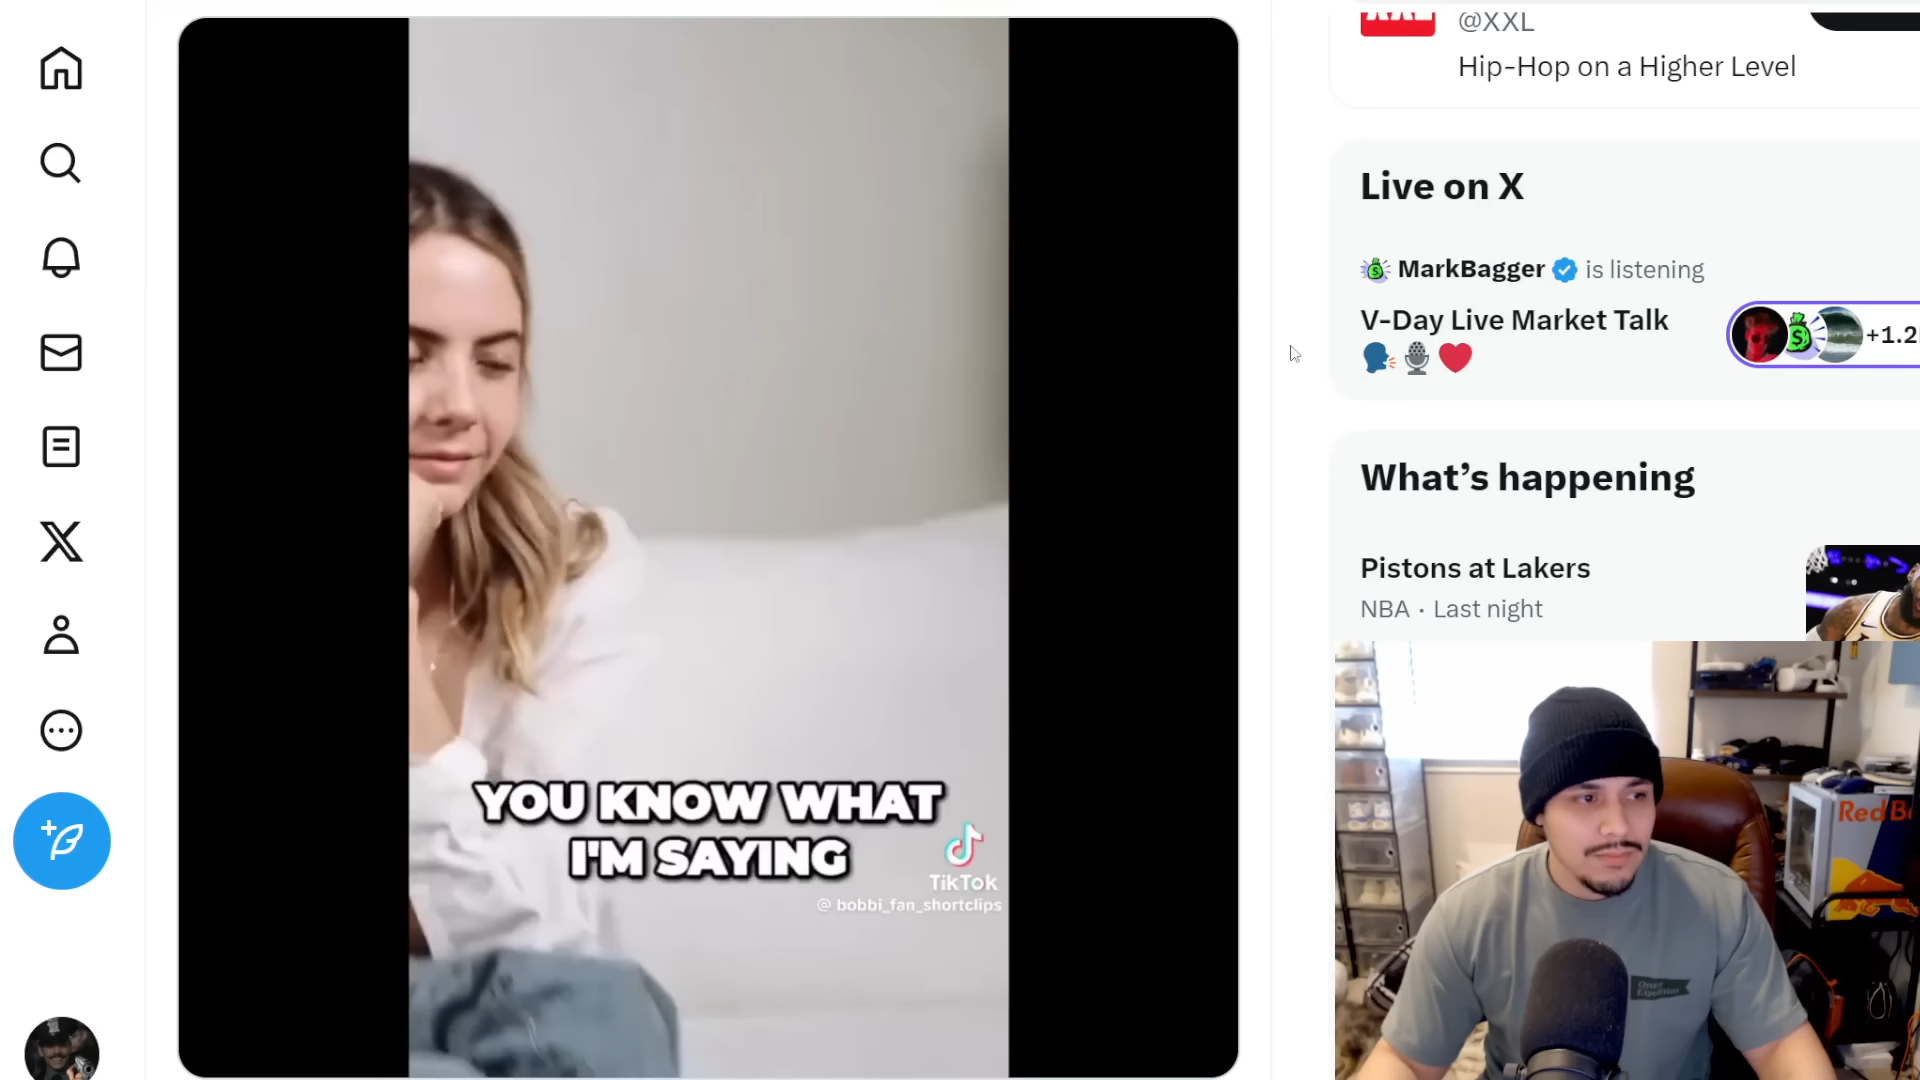 YOU KNOW WHAT
I'M SAYING
TikTok
@ bobbi_fan_shortclips
@XXL
Hip-Hop on a Higher Level
Live on X
MarkBagger is listening
V-Day Live Market Talk
+1.2
What's happening
Pistons at Lakers
NBA · Last night